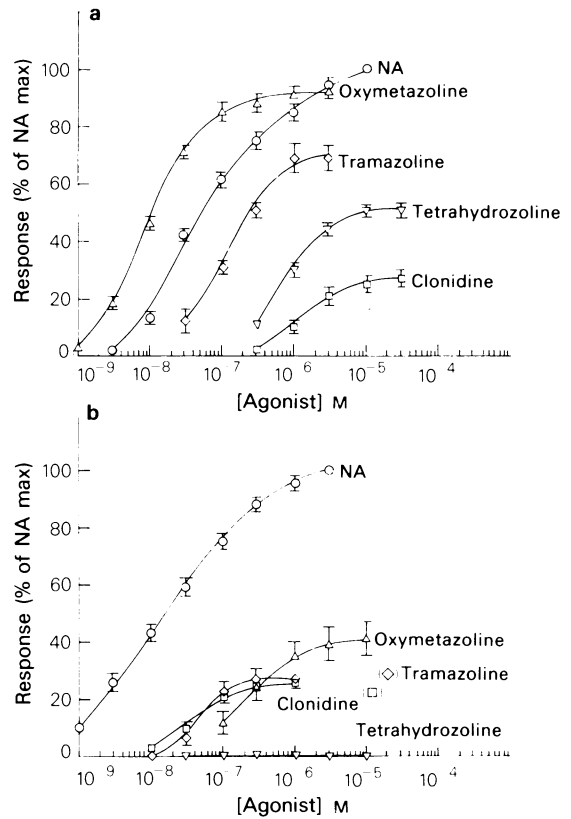 a
Response (% of NA max)
100
80
60
40
20
0
NA
Oxymetazoline
Tramazoline
Tetrahydrozoline
Clonidine
10⁻⁹ 10⁻⁸ 10⁻⁷ 10⁻⁶ 10⁻⁵ 10⁻⁴
[Agonist] M
b
Response (% of NA max)
100
80
60
40
20
0
NA
Oxymetazoline
Tramazoline
Clonidine
Tetrahydrozoline
10⁻⁹ 10⁻⁸ 10⁻⁷ 10⁻⁶ 10⁻⁵ 10⁻⁴
[Agonist] M